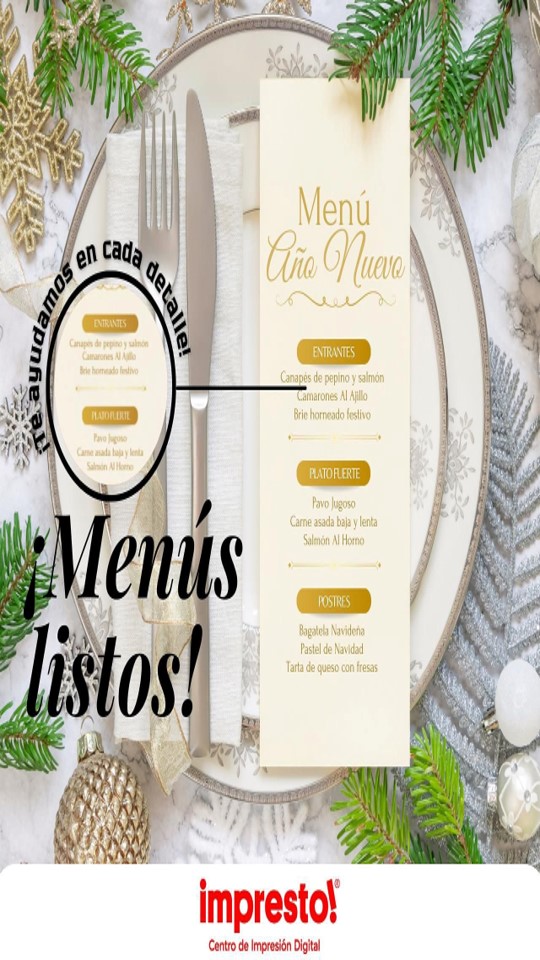 ¡Te ayudamos en cada detalle!
ENTRANTES
Canapés de pepino y salmón
Camarones Al Ajillo
Brie horneado festivo
PLATO FUERTE
Pavo Jugoso
Carne asada baja y lenta
Salmón Al Horno
¡Menús
listos!
Menú
Año Nuevo
ENTRANTES
Canapés de pepino y salmón
Camarones Al Ajillo
Brie horneado festivo
PLATO FUERTE
Pavo Jugoso
Carne asada baja y lenta
Salmón Al Horno
POSTRES
Bagatela Navideña
Pastel de Navidad
Tarta de queso con fresas
impresto!®
Centro de Impresión Digital